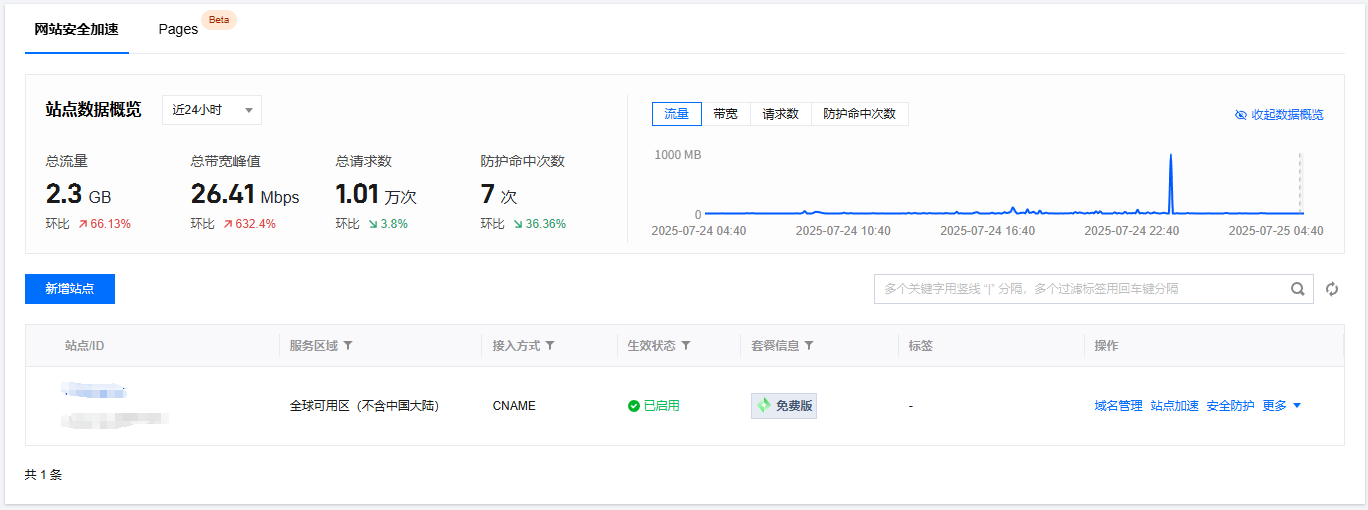 网站安全加速 Pages Beta
站点数据概览 近24小时
总流量 总带宽峰值 总请求数 防护命中次数
2.3 GB 26.41 Mbps 1.01 万次 7 次
环比 66.13% 环比 632.4% 环比 3.8% 环比 36.36%
流量 带宽 请求数 防护命中次数 收起数据概览
1000 MB
0
2025-07-24 04:40 2025-07-24 10:40 2025-07-24 16:40 2025-07-24 22:40 2025-07-25 04:40
新增站点 多个关键字用竖线 “|” 分隔，多个过滤标签用回车键分隔
站点/ID 服务区域 接入方式 生效状态 套餐信息 标签 操作
全球可用区（不含中国大陆） CNAME 已启用 免费版 - 域名管理 站点加速 安全防护 更多
共 1 条